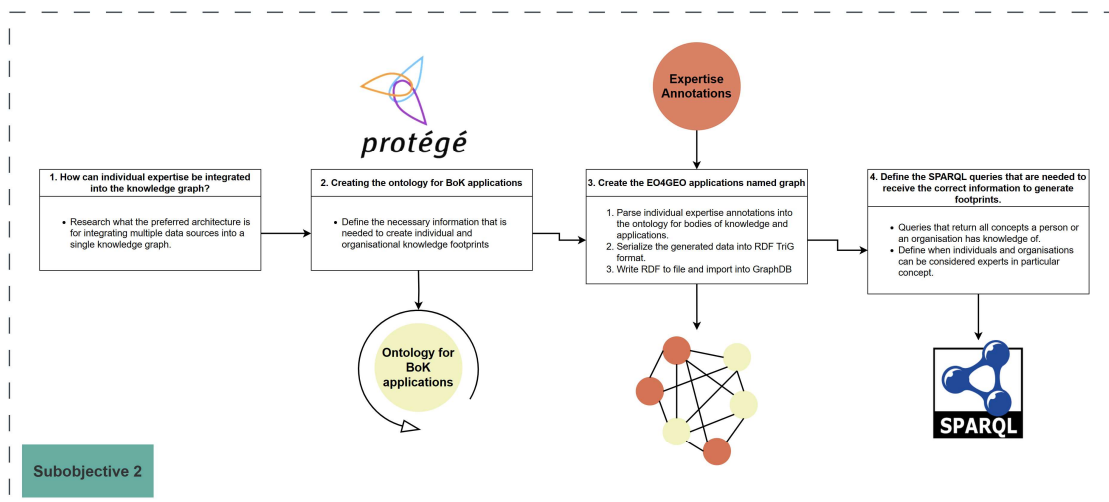 protégé
Expertise
Annotations
1. How can individual expertise be integrated
into the knowledge graph?
• Research what the preferred architecture is
for integrating multiple data sources into a
single knowledge graph.
2. Creating the ontology for BoK applications
• Define the necessary information that is
needed to create individual and
organisational knowledge footprints
3. Create the EO4GEO applications named graph
1. Parse individual expertise annotations into
the ontology for bodies of knowledge and
applications.
2. Serialize the generated data into RDF TriG
format.
3. Write RDF to file and import into GraphDB
4. Define the SPARQL queries that are needed to
receive the correct information to generate
footprints.
• Queries that return all concepts a person or
an organisation has knowledge of.
• Define when individuals and organisations
can be considered experts in particular
concept.
Ontology for
BoK
applications
SPARQL
Subobjective 2